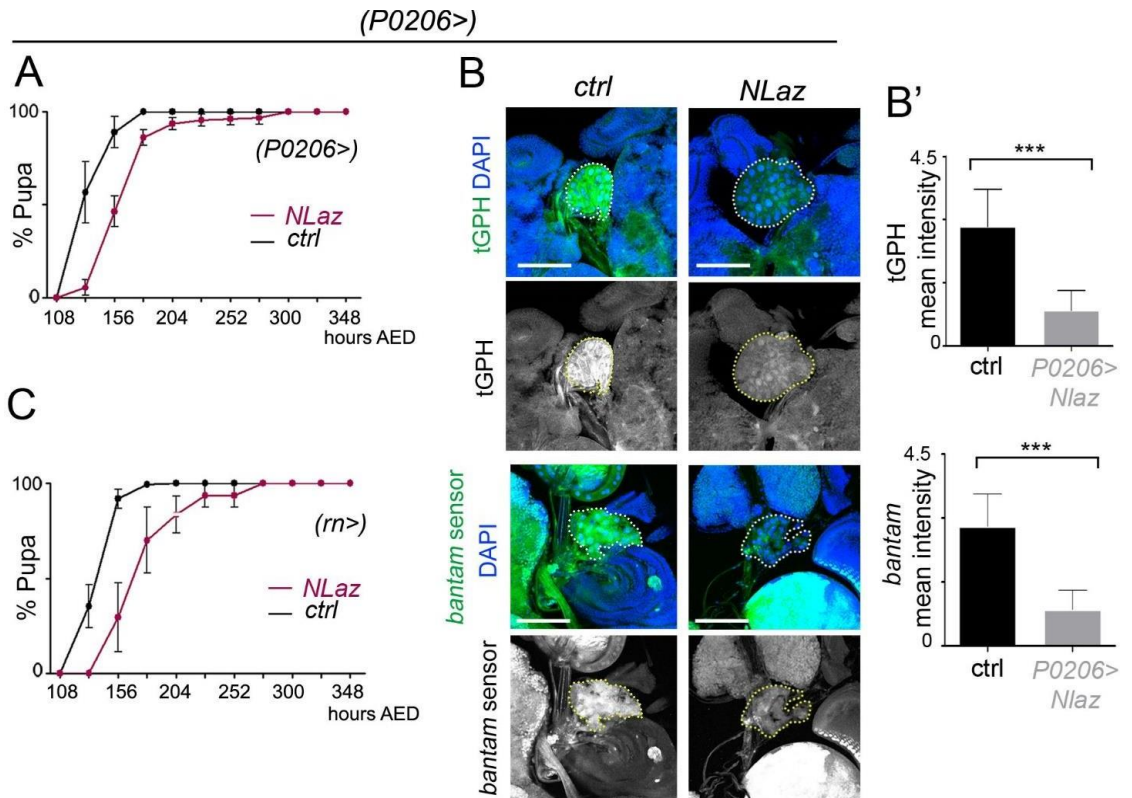 (P0206>)
A
% Pupa
100
0
(P0206>)
NLaz
ctrl
108 156 204 252 300 348
hours AED
B
ctrl NLaz
tGPH DAPI
tGPH
bantam sensor
DAPI
bantam sensor
B'
***
4.5
0
tGPH
mean intensity
ctrl P0206>
Nlaz
***
4.5
0
bantam
mean intensity
ctrl P0206>
Nlaz
C
% Pupa
100
0
(rn>)
NLaz
ctrl
108 156 204 252 300 348
hours AED